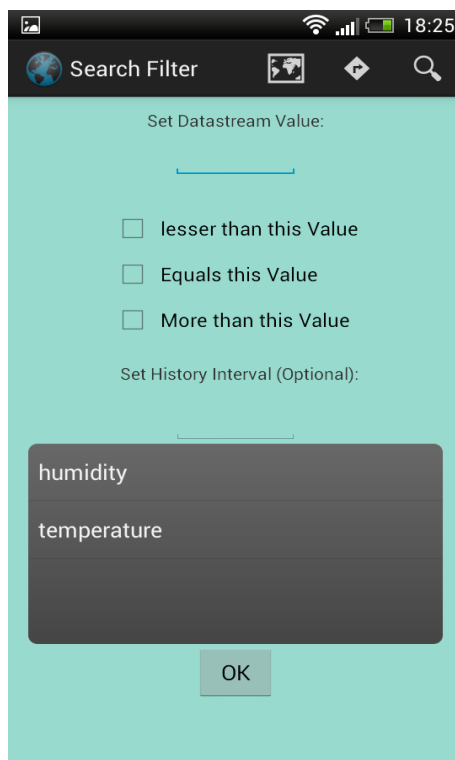 18:25
Search Filter
Set Datastream Value:
lesser than this Value
Equals this Value
More than this Value
Set History Interval (Optional):
humidity
temperature
OK